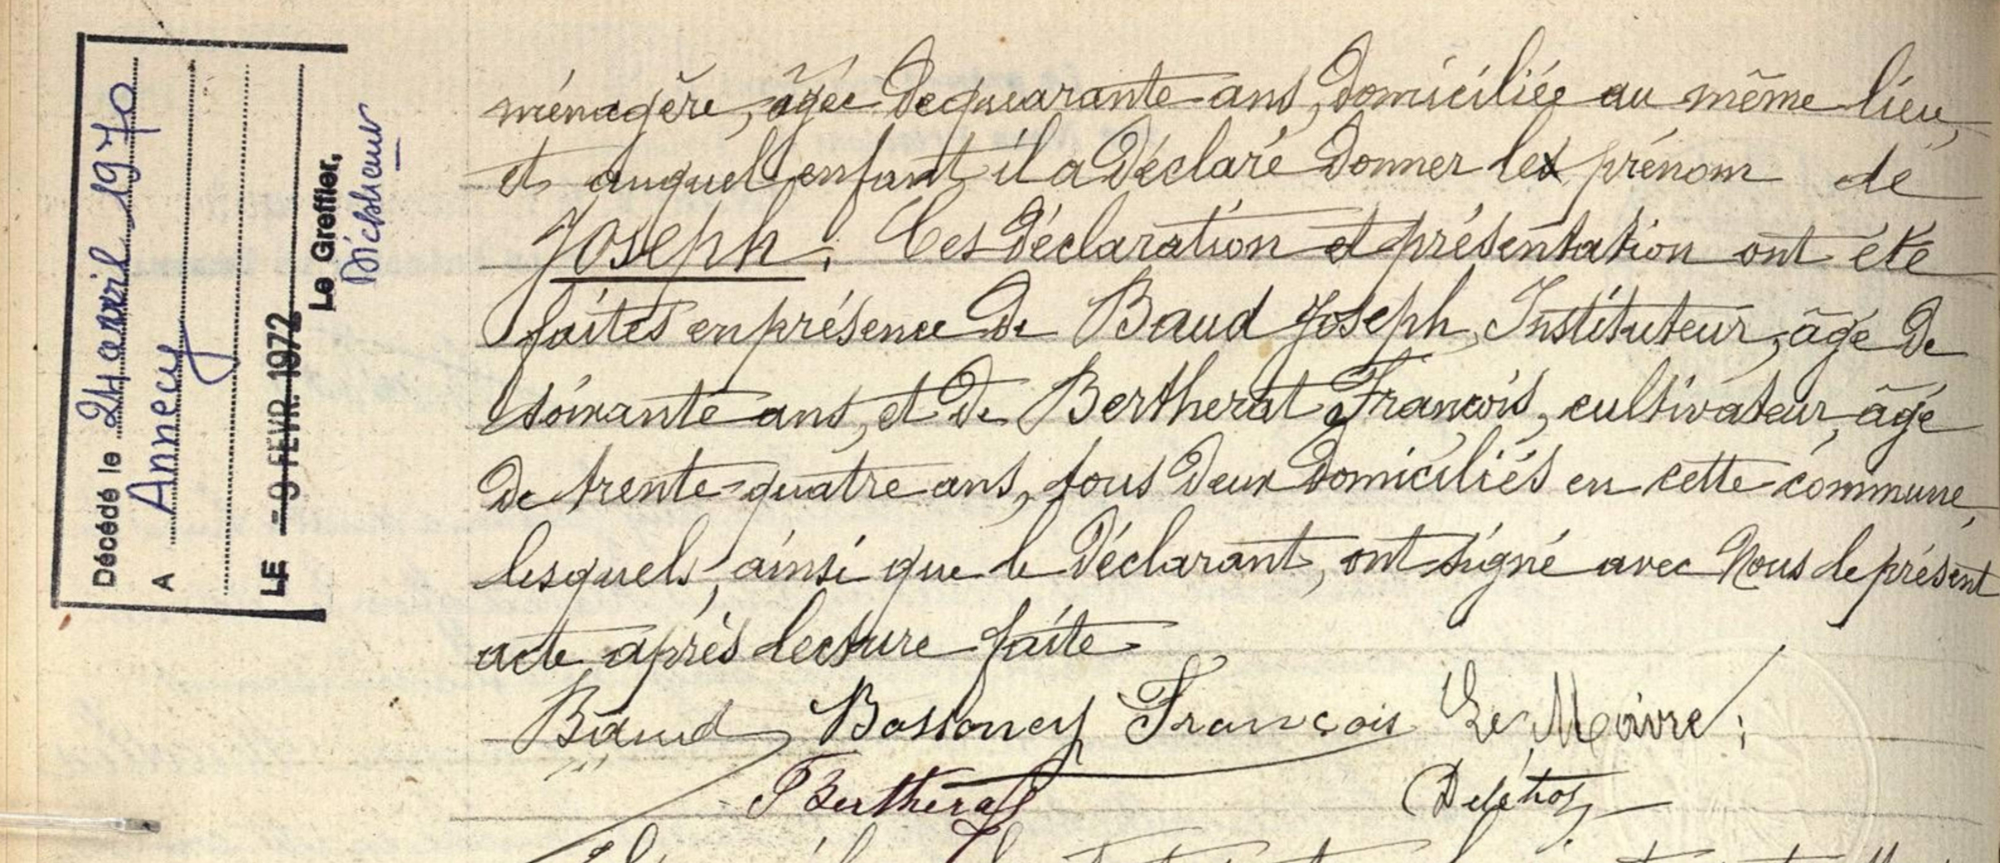 Décédé le 24 avril 1970
A Annecy
LE - 9 FEVR. 1972
Le Greffier,
ménagère, âgée de quarante ans, domiciliée au même lieu,
et auquel enfant il a déclaré donner les prénom de
Joseph. Ces déclaration et présentation ont été
faites en présence de Baud Joseph, Instituteur, âgé de
soixante ans, et de Bertherat François, cultivateur, âgé
de trente-quatre ans, tous deux domiciliés en cette commune,
lesquels, ainsi que le déclarant, ont signé avec Nous le présent
acte après lecture faite
Baud Bossoney François Le Maire:
F Bertherat